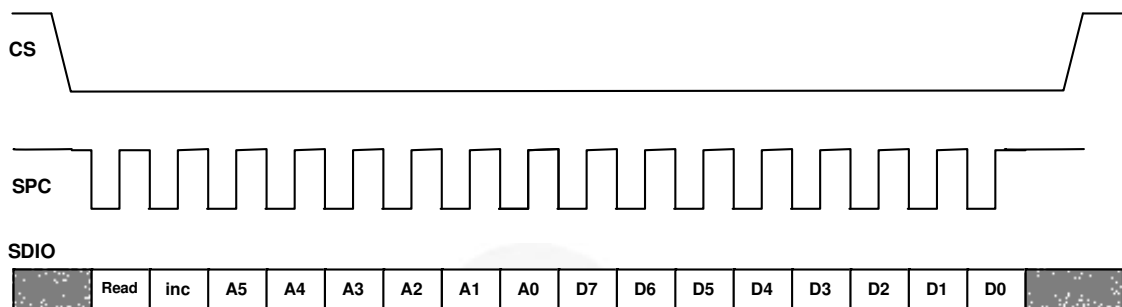 CS
SPC
SDIO
Read inc A5 A4 A3 A2 A1 A0 D7 D6 D5 D4 D3 D2 D1 D0